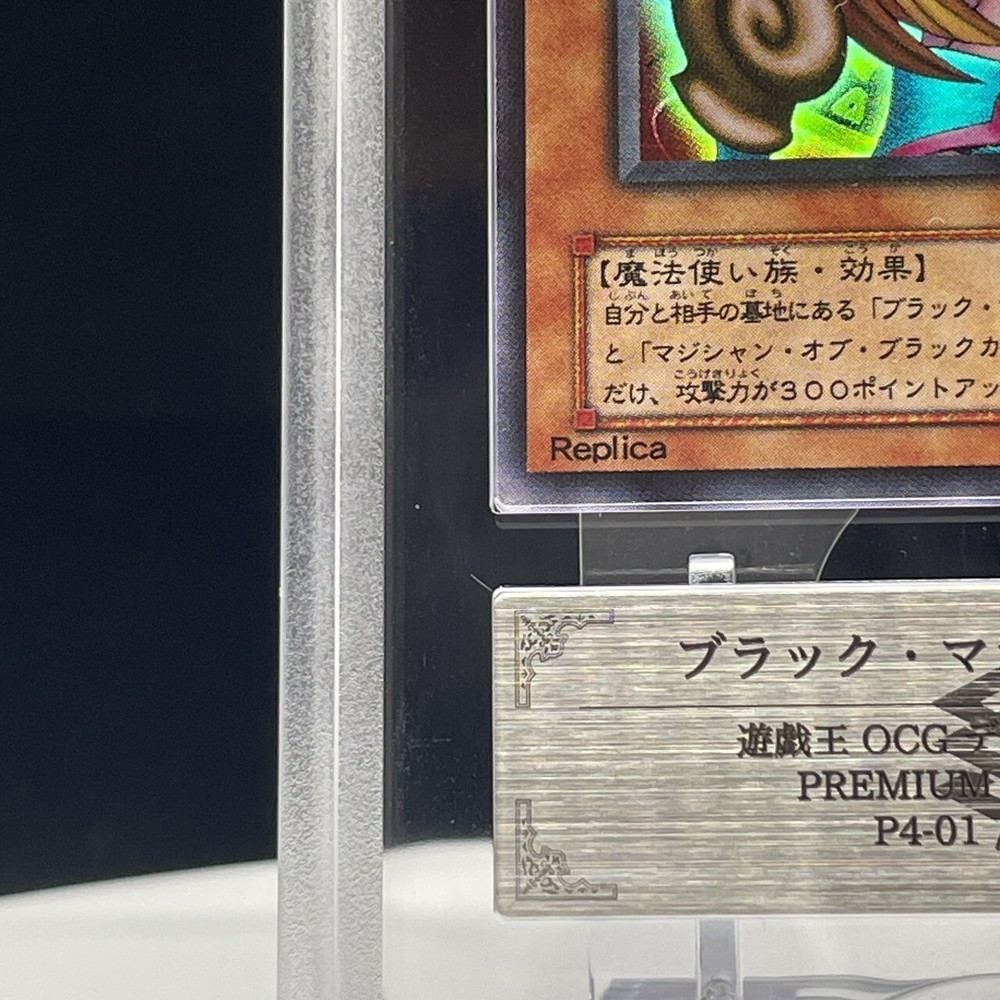 【魔法使い族・効果】
自分と相手の墓地にある「ブラック・
と「マジシャン・オブ・ブラックカ
だけ、攻撃力が３００ポイントアッ
Replica
ブラック・マ
遊戯王 OCG デ
PREMIUM
P4-01